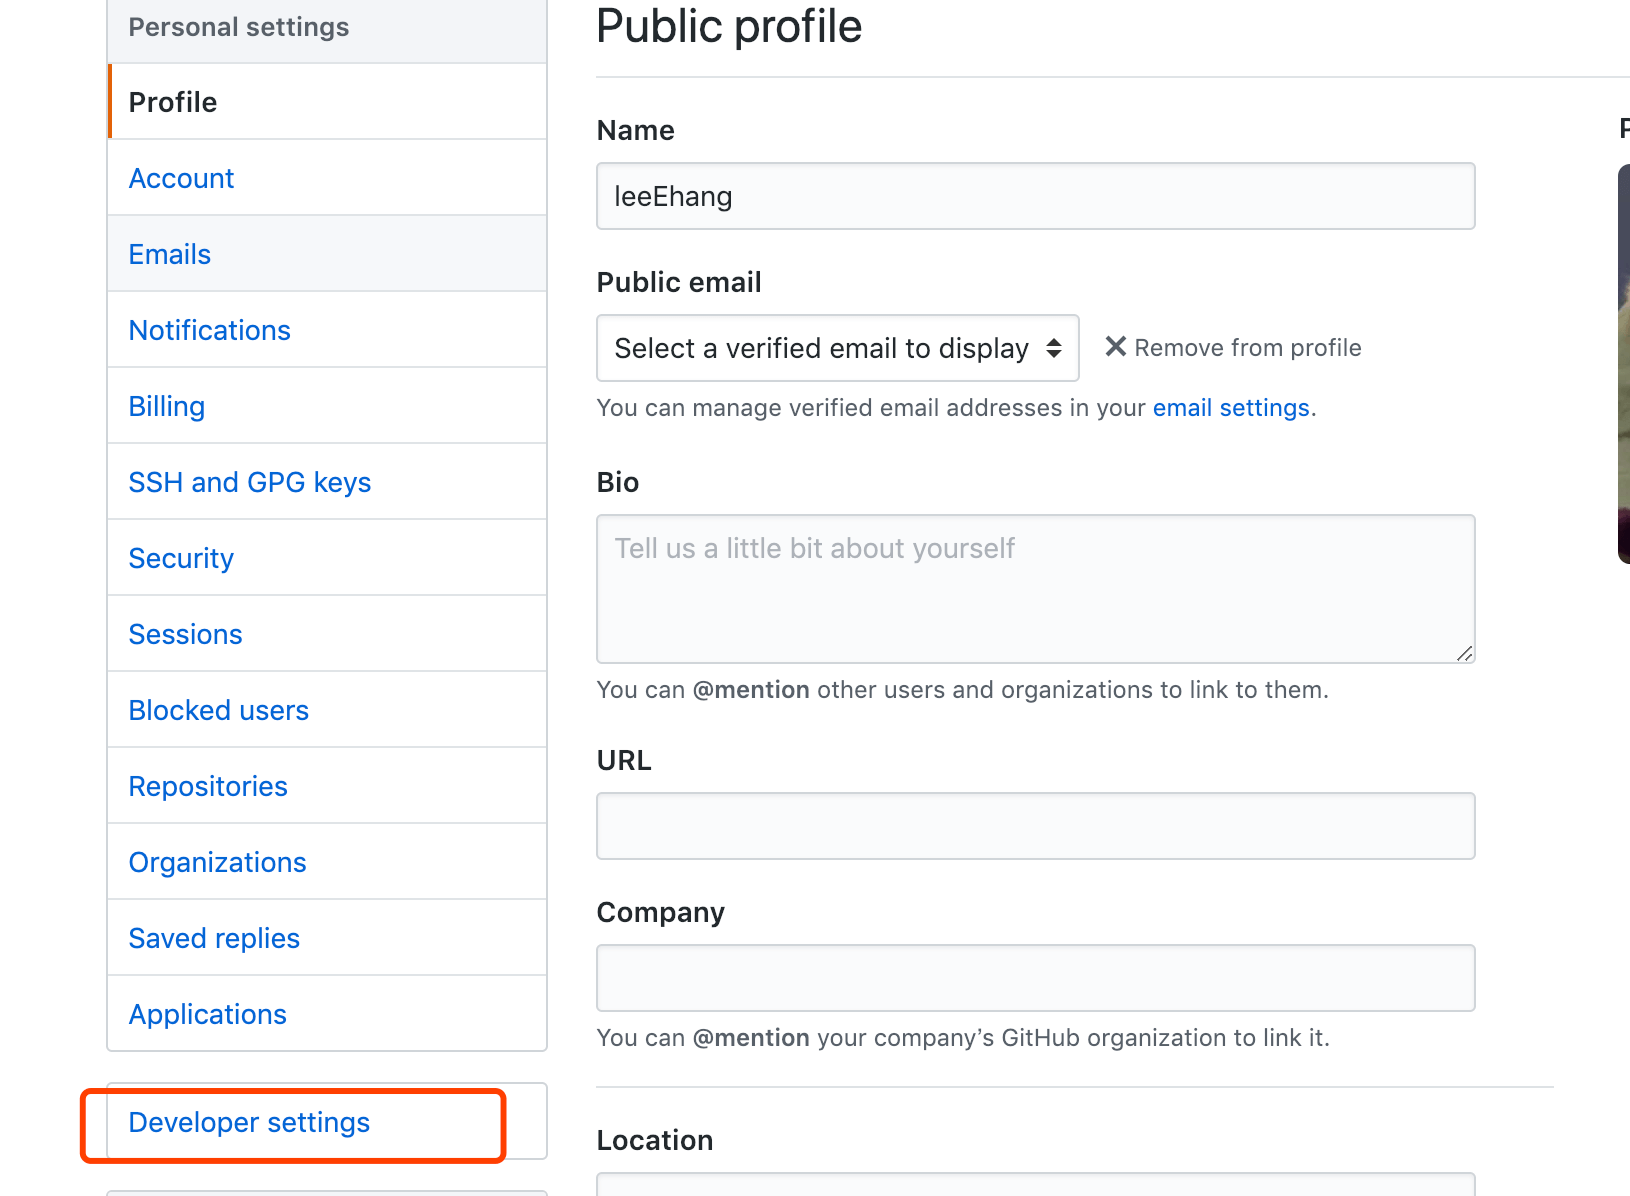 Personal settings
Profile
Account
Emails
Notifications
Billing
SSH and GPG keys
Security
Sessions
Blocked users
Repositories
Organizations
Saved replies
Applications
Developer settings
Public profile
Name
leeEhang
Public email
Select a verified email to display
Remove from profile
You can manage verified email addresses in your email settings.
Bio
Tell us a little bit about yourself
You can @mention other users and organizations to link to them.
URL
Company
You can @mention your company’s GitHub organization to link it.
Location